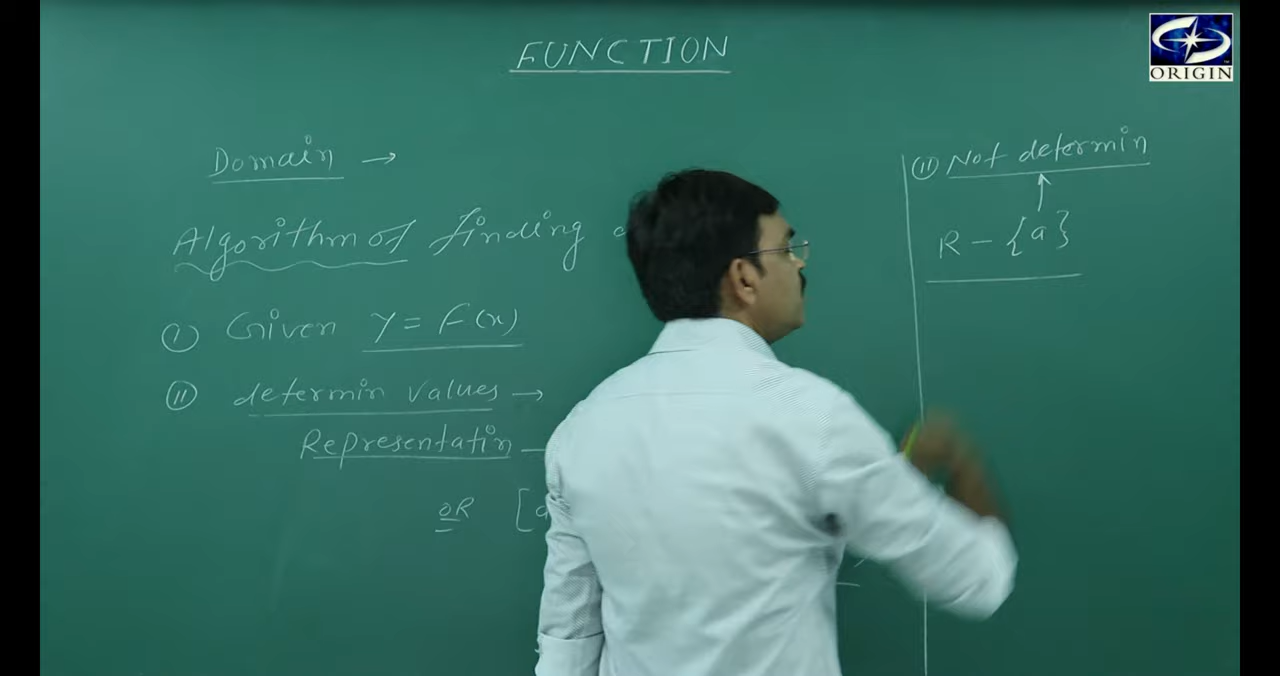 FUNCTION
ORIGIN
Domain →
Algorithm of finding
I Given y = F(x)
II determin values →
Representatin
OR [
II Not determin
R - {a}